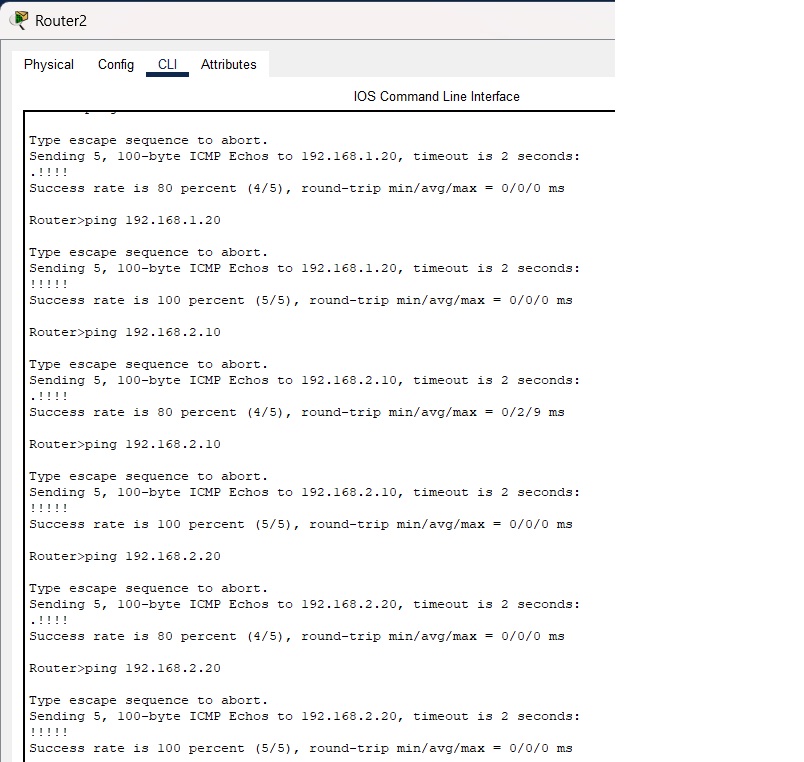 Router2
Physical Config CLI Attributes
IOS Command Line Interface
Type escape sequence to abort.
Sending 5, 100-byte ICMP Echos to 192.168.1.20, timeout is 2 seconds:
.!!!!
Success rate is 80 percent (4/5), round-trip min/avg/max = 0/0/0 ms
Router>ping 192.168.1.20
Type escape sequence to abort.
Sending 5, 100-byte ICMP Echos to 192.168.1.20, timeout is 2 seconds:
!!!!!
Success rate is 100 percent (5/5), round-trip min/avg/max = 0/0/0 ms
Router>ping 192.168.2.10
Type escape sequence to abort.
Sending 5, 100-byte ICMP Echos to 192.168.2.10, timeout is 2 seconds:
.!!!!
Success rate is 80 percent (4/5), round-trip min/avg/max = 0/2/9 ms
Router>ping 192.168.2.10
Type escape sequence to abort.
Sending 5, 100-byte ICMP Echos to 192.168.2.10, timeout is 2 seconds:
!!!!!
Success rate is 100 percent (5/5), round-trip min/avg/max = 0/0/0 ms
Router>ping 192.168.2.20
Type escape sequence to abort.
Sending 5, 100-byte ICMP Echos to 192.168.2.20, timeout is 2 seconds:
.!!!!
Success rate is 80 percent (4/5), round-trip min/avg/max = 0/0/0 ms
Router>ping 192.168.2.20
Type escape sequence to abort.
Sending 5, 100-byte ICMP Echos to 192.168.2.20, timeout is 2 seconds:
!!!!!
Success rate is 100 percent (5/5), round-trip min/avg/max = 0/0/0 ms